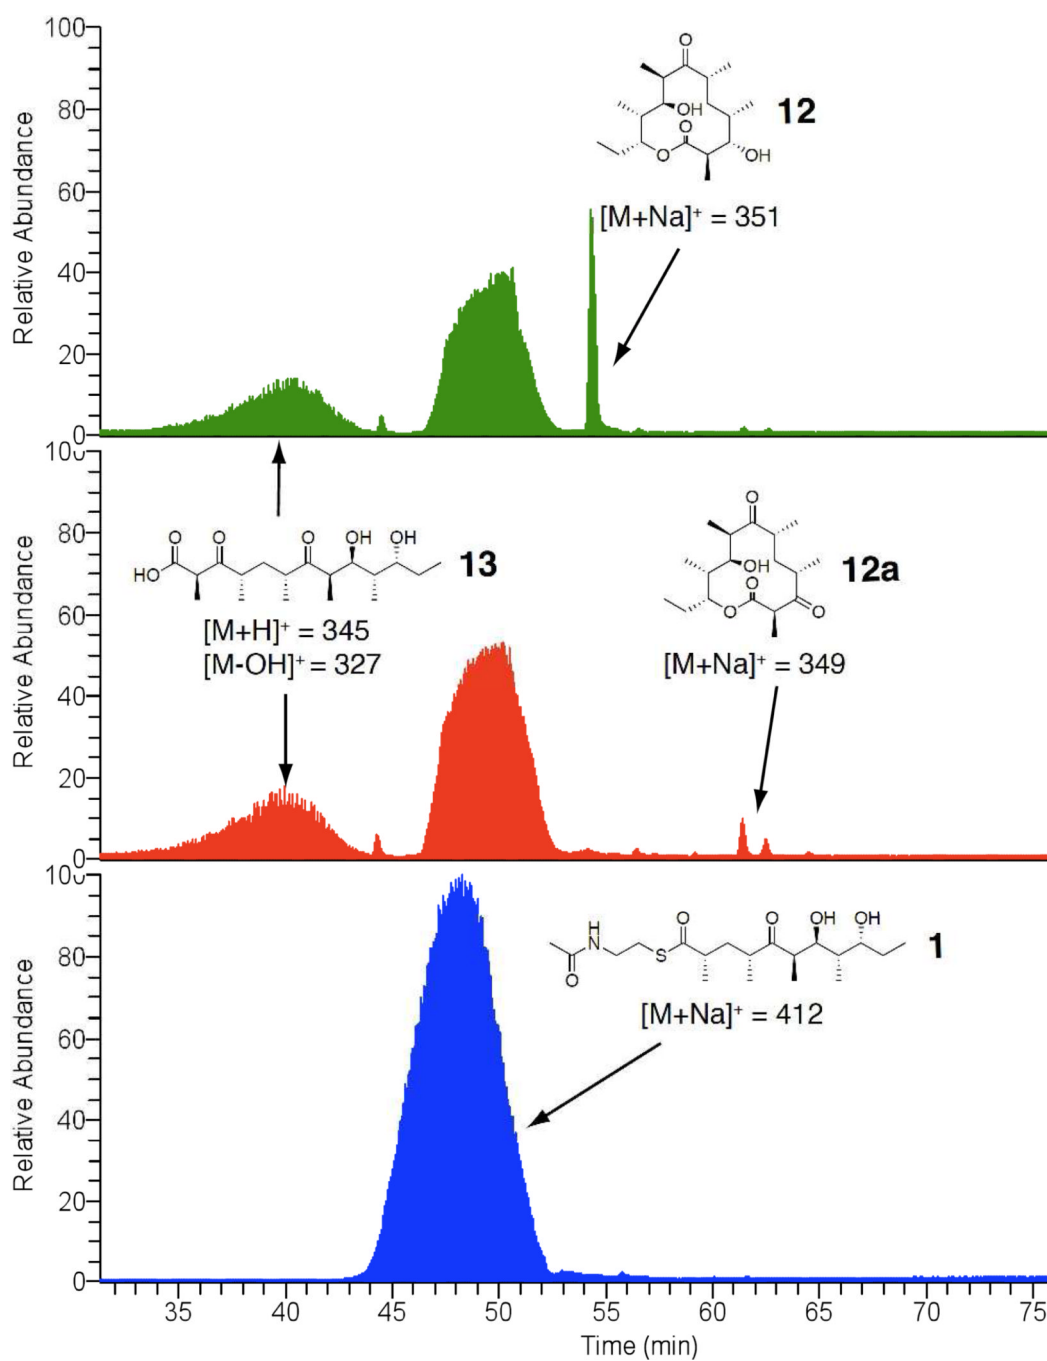 100
80
60
40
20
0
Relative Abundance
O
OH
O
O
OH
12
[M+Na]⁺ = 351
100
80
60
40
20
0
Relative Abundance
O
O
O
OH
OH
HO
13
[M+H]⁺ = 345
[M-OH]⁺ = 327
O
OH
O
O
O
12a
[M+Na]⁺ = 349
100
80
60
40
20
0
Relative Abundance
O
O
OH
OH
H
N
S
O
1
[M+Na]⁺ = 412
35 40 45 50 55 60 65 70 75
Time (min)